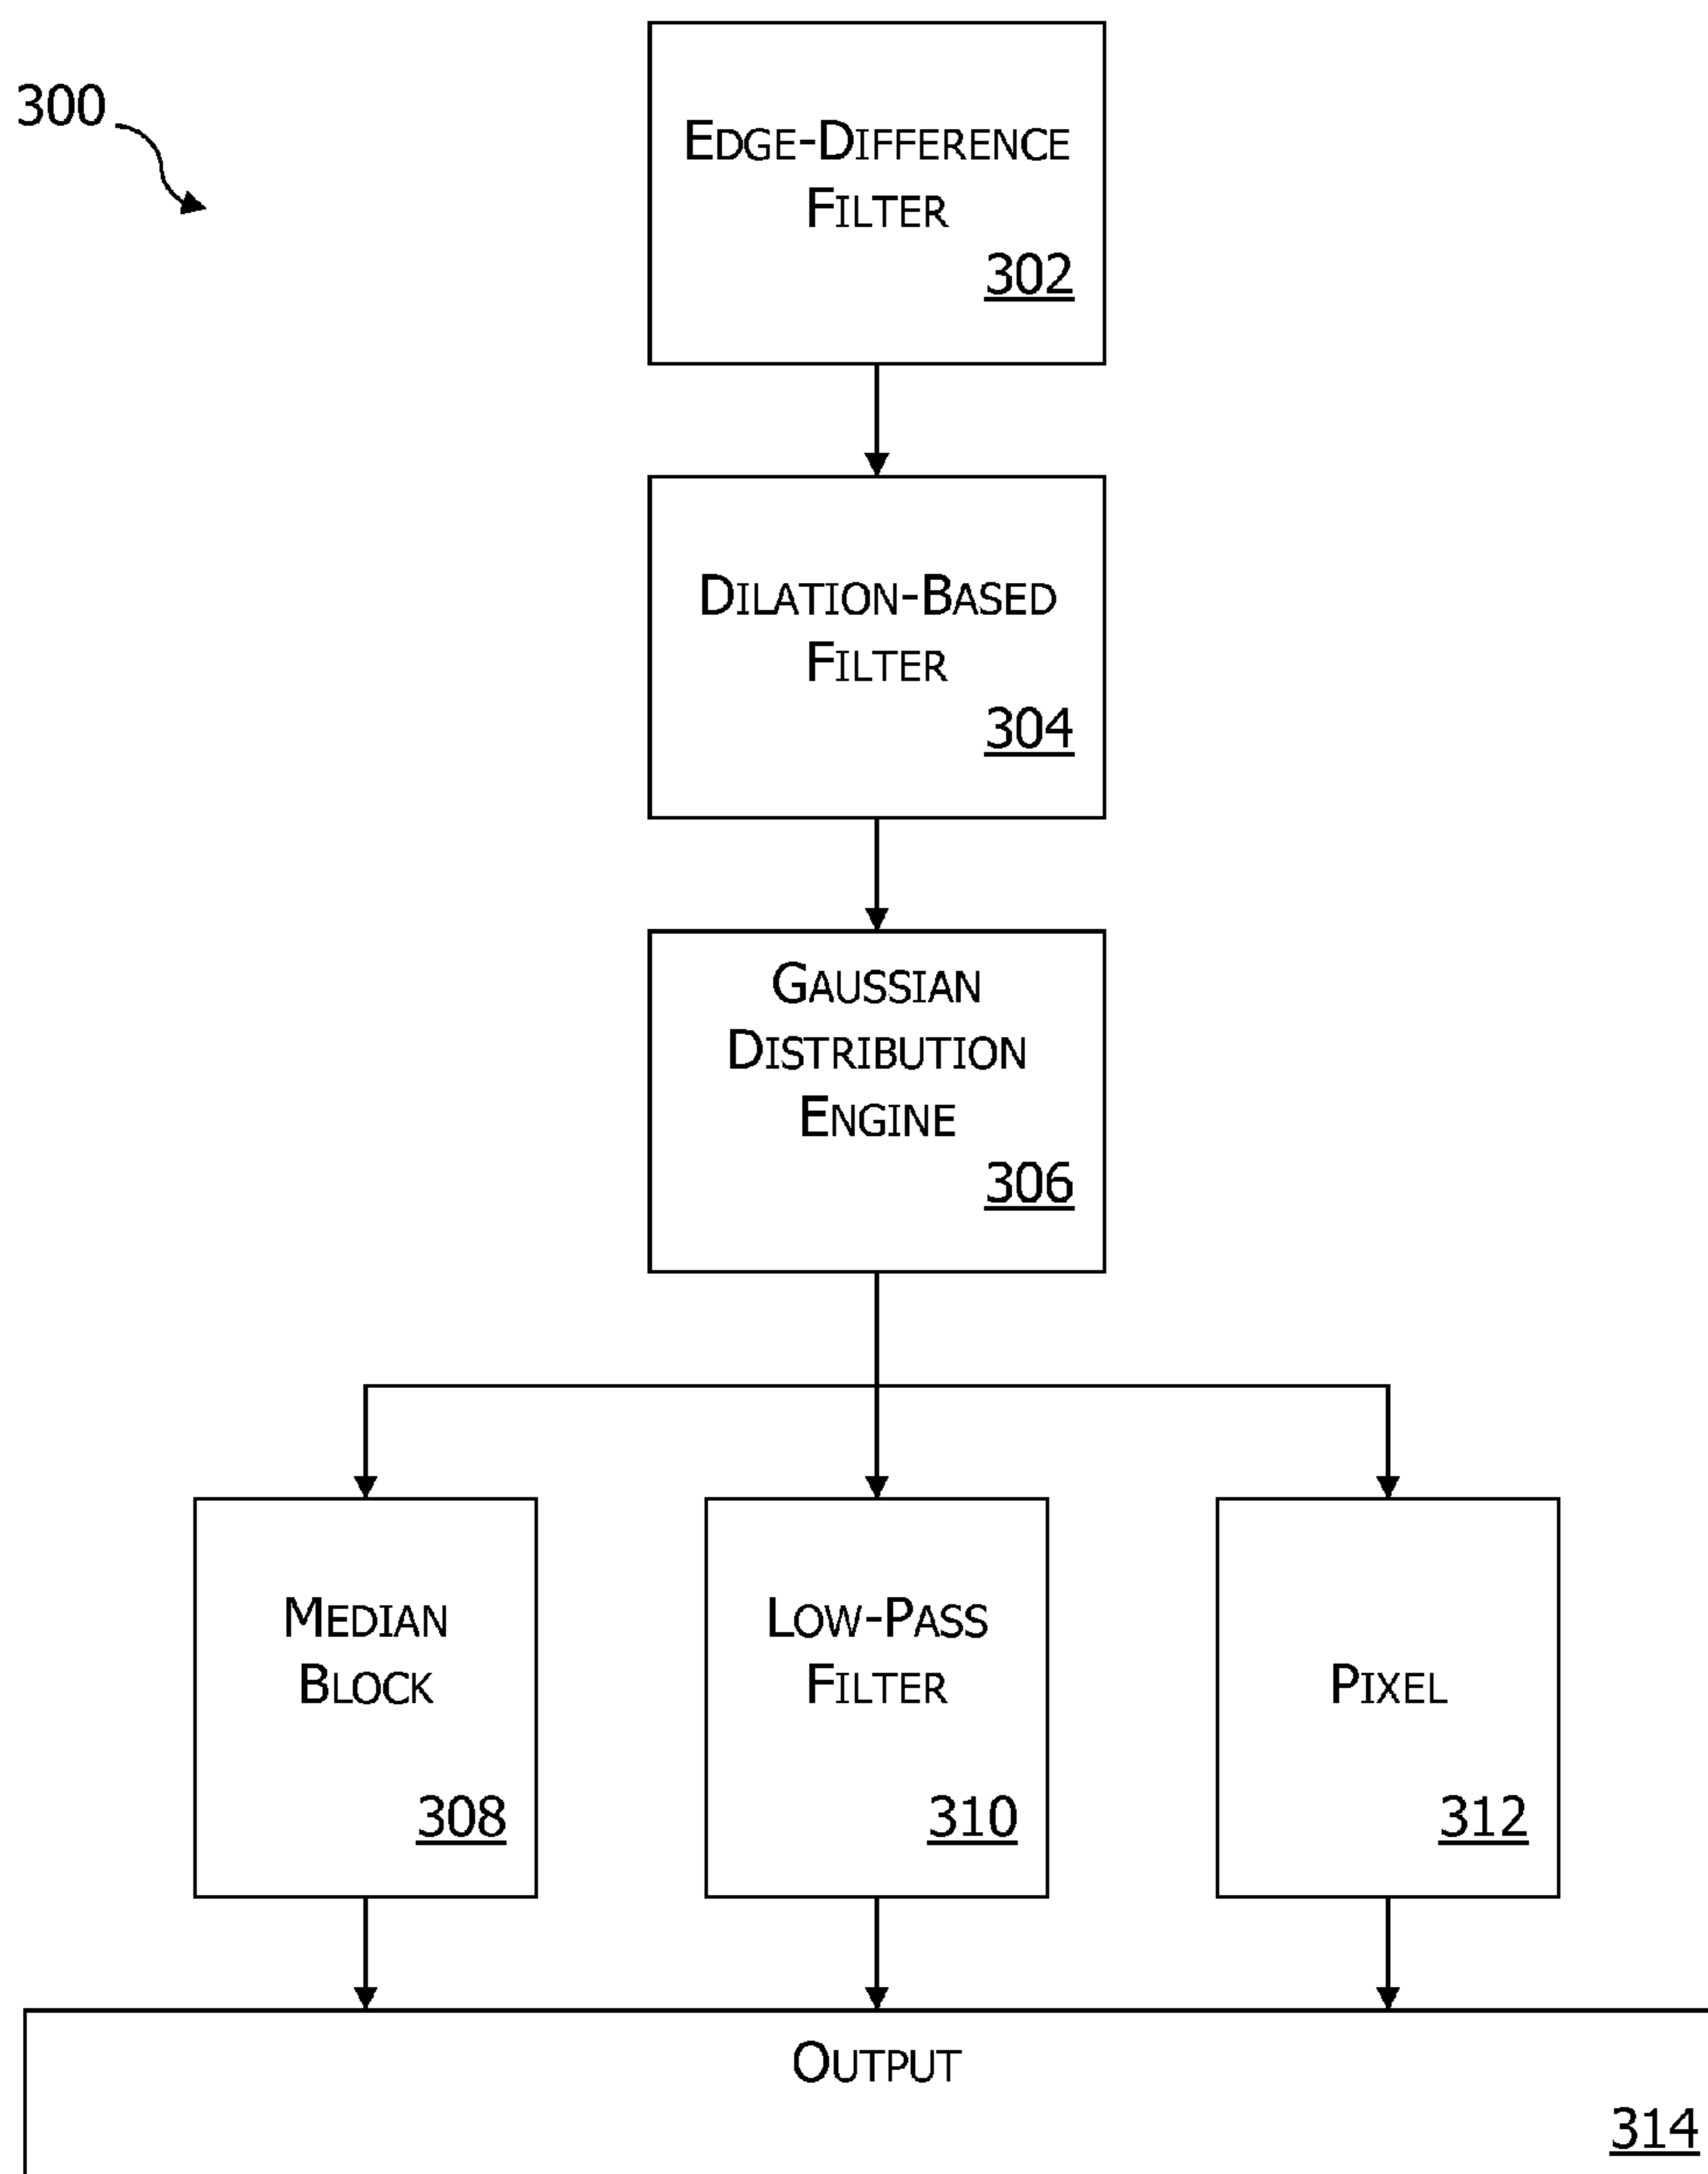 300
Edge-Difference
Filter
302
Dilation-Based
Filter
304
Gaussian
Distribution
Engine
306
Median
Block
308
Low-Pass
Filter
310
Pixel
312
Output
314